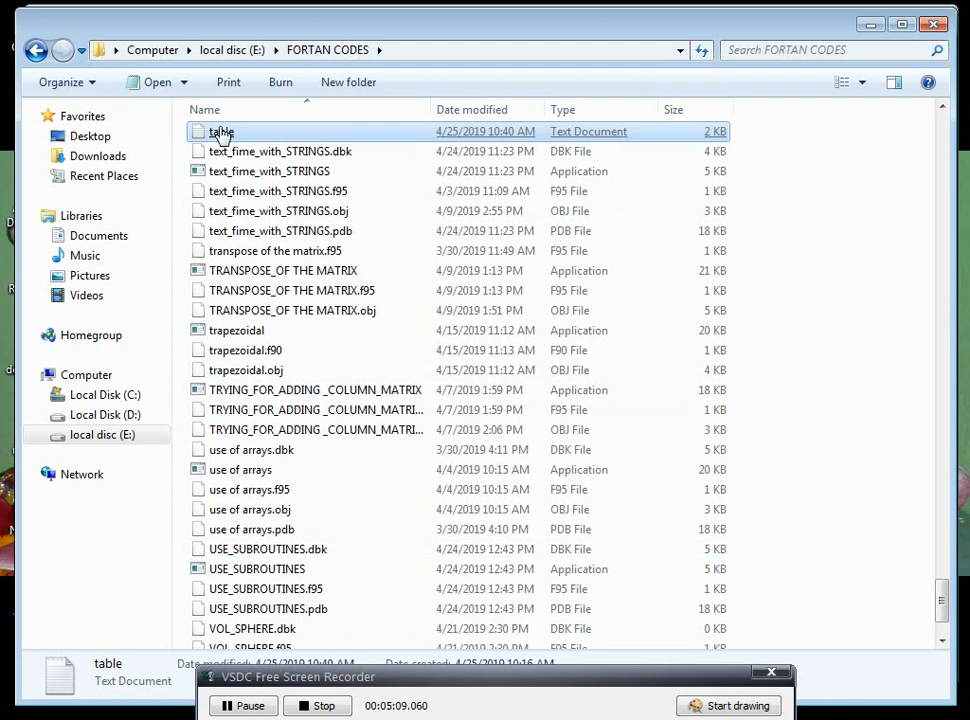 Computer ▸ local disc (E:) ▸ FORTAN CODES ▸
Search FORTAN CODES
Organize Open Print Burn New folder
Name Date modified Type Size
Favorites
Desktop
Downloads
Recent Places
Libraries
Documents
Music
Pictures
Videos
Homegroup
Computer
Local Disk (C:)
Local Disk (D:)
local disc (E:)
Network
table 4/25/2019 10:40 AM Text Document 2 KB
text_fime_with_STRINGS.dbk 4/24/2019 11:23 PM DBK File 4 KB
text_fime_with_STRINGS 4/24/2019 11:23 PM Application 5 KB
text_fime_with_STRINGS.f95 4/3/2019 11:09 AM F95 File 1 KB
text_fime_with_STRINGS.obj 4/9/2019 2:55 PM OBJ File 3 KB
text_fime_with_STRINGS.pdb 4/24/2019 11:23 PM PDB File 18 KB
transpose of the matrix.f95 3/30/2019 11:49 AM F95 File 1 KB
TRANSPOSE_OF THE MATRIX 4/9/2019 1:13 PM Application 21 KB
TRANSPOSE_OF THE MATRIX.f95 4/9/2019 1:13 PM F95 File 1 KB
TRANSPOSE_OF THE MATRIX.obj 4/9/2019 1:51 PM OBJ File 5 KB
trapezoidal 4/15/2019 11:12 AM Application 20 KB
trapezoidal.f90 4/15/2019 11:13 AM F90 File 1 KB
trapezoidal.obj 4/15/2019 11:12 AM OBJ File 4 KB
TRYING_FOR_ADDING _COLUMN_MATRIX 4/7/2019 1:59 PM Application 18 KB
TRYING_FOR_ADDING _COLUMN_MATRI... 4/7/2019 1:59 PM F95 File 1 KB
TRYING_FOR_ADDING _COLUMN_MATRI... 4/7/2019 2:06 PM OBJ File 3 KB
use of arrays.dbk 3/30/2019 4:11 PM DBK File 5 KB
use of arrays 4/4/2019 10:15 AM Application 20 KB
use of arrays.f95 4/4/2019 10:15 AM F95 File 1 KB
use of arrays.obj 4/4/2019 10:15 AM OBJ File 3 KB
use of arrays.pdb 3/30/2019 4:10 PM PDB File 18 KB
USE_SUBROUTINES.dbk 4/24/2019 12:43 PM DBK File 5 KB
USE_SUBROUTINES 4/24/2019 12:43 PM Application 5 KB
USE_SUBROUTINES.f95 4/24/2019 12:43 PM F95 File 1 KB
USE_SUBROUTINES.pdb 4/24/2019 12:43 PM PDB File 18 KB
VOL_SPHERE.dbk 4/21/2019 2:30 PM DBK File 0 KB
VOL_SPHERE.f95 4/21/2019 2:30 PM F95 File 1 KB
table Date modified: 4/25/2019 10:40 AM Date created: 4/25/2019 10:16 AM
Text Document
VSDC Free Screen Recorder
Pause Stop 00:05:09.060 Start drawing